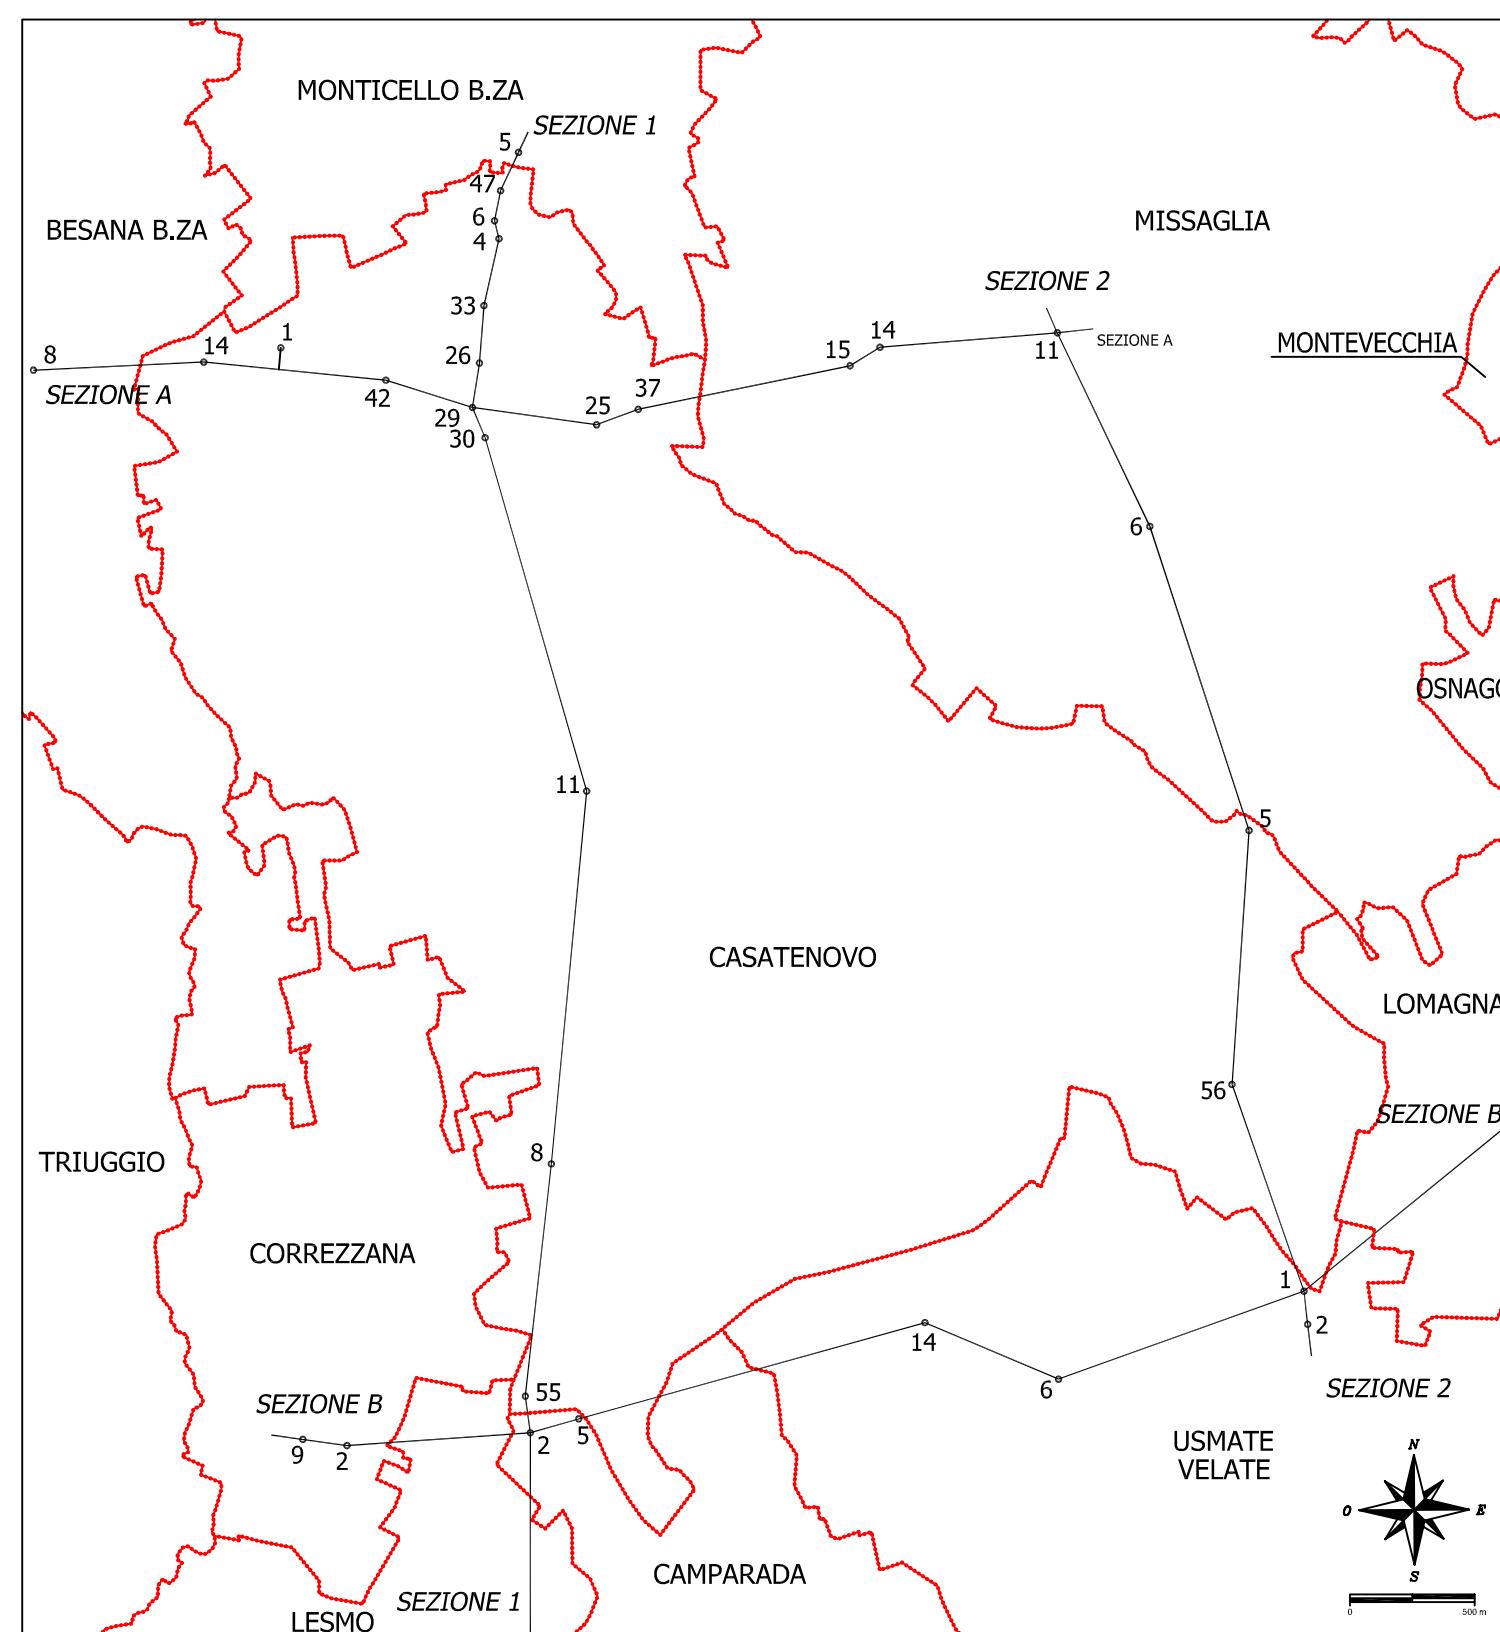 MONTICELLO B.ZA
SEZIONE 1
5
47
6
4
BESANA B.ZA
MISSAGLIA
SEZIONE 2
33
1
14
11
SEZIONE A
MONTEVECCHIA
8
14
26
15
SEZIONE A
42
37
29
25
30
6
OSNAGO
11
5
CASATENOVO
LOMAGNA
56
SEZIONE B
8
TRIUGGIO
CORREZZANA
1
2
14
6
SEZIONE 2
55
SEZIONE B
5
2
9
2
USMATE
VELATE
N
O
E
S
CAMPARADA
SEZIONE 1
LESMO
0
500 m